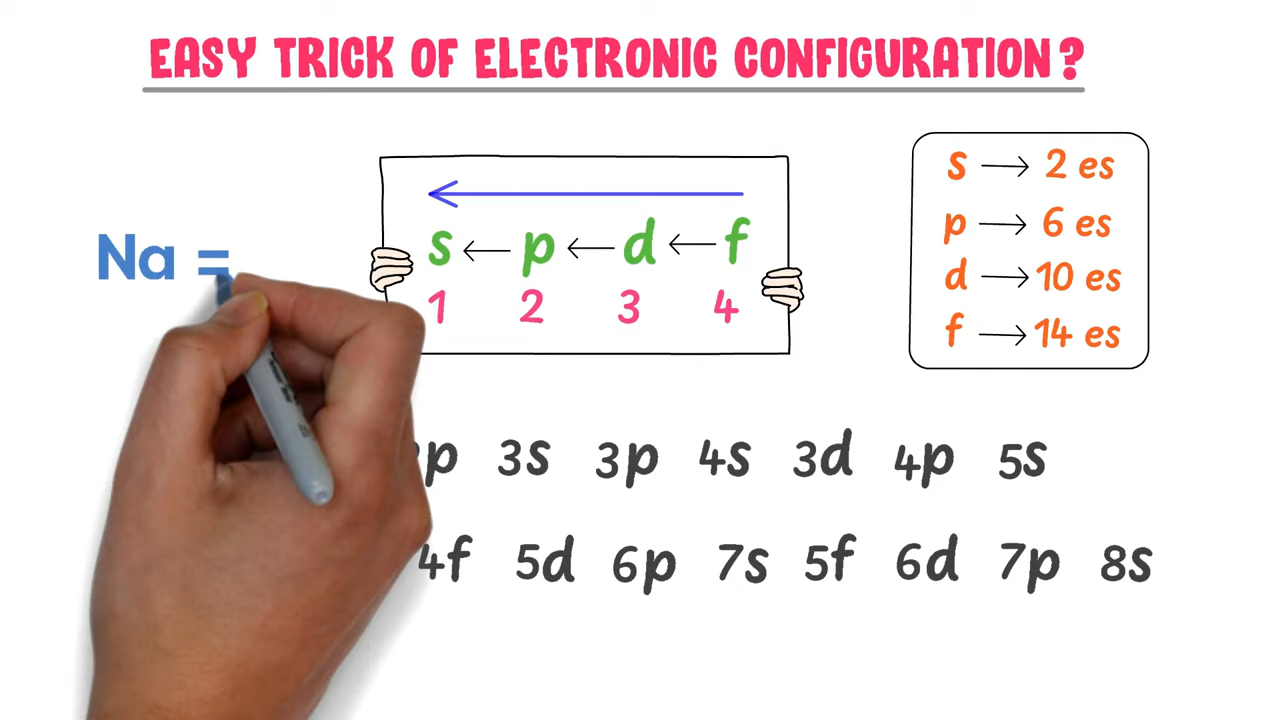 EASY TRICK OF ELECTRONIC CONFIGURATION?
Na =
s ← p ← d ← f
1 2 3 4
s → 2 es
p → 6 es
d → 10 es
f → 14 es
p 3s 3p 4s 3d 4p 5s
4f 5d 6p 7s 5f 6d 7p 8s